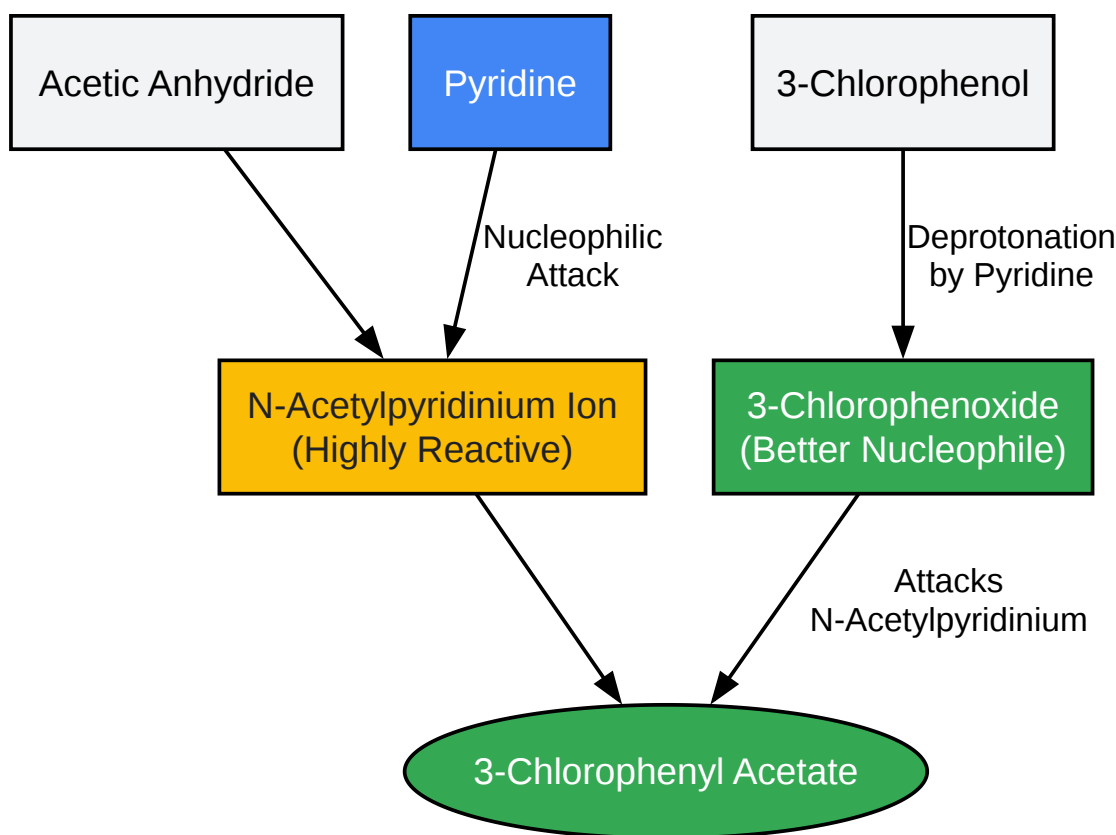 Acetic Anhydride
Pyridine
3-Chlorophenol
Nucleophilic
Attack
Deprotonation
by Pyridine
N-Acetylpyridinium Ion
(Highly Reactive)
3-Chlorophenoxide
(Better Nucleophile)
Attacks
N-Acetylpyridinium
3-Chlorophenyl Acetate